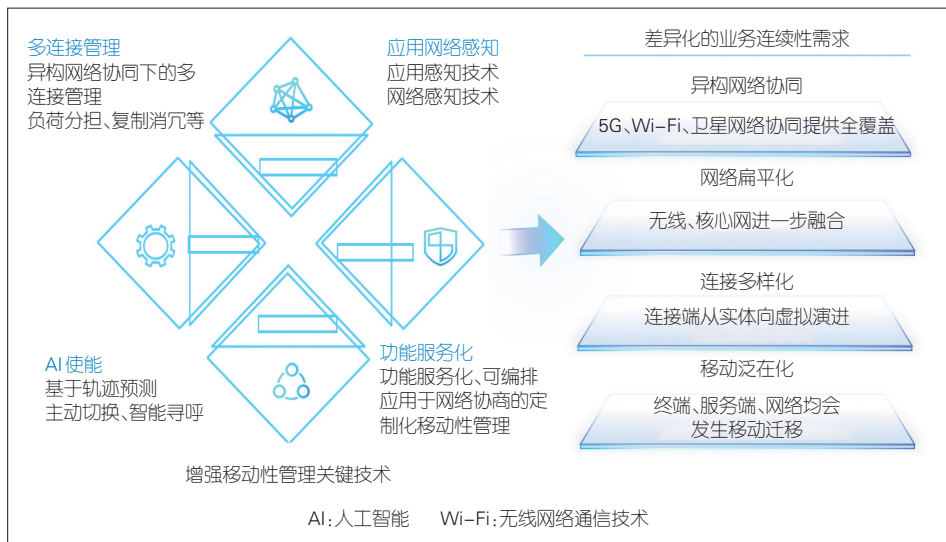 多连接管理
异构网络协同下的多
连接管理
负荷分担、复制消冗等
应用网络感知
应用感知技术
网络感知技术
AI使能
基于轨迹预测
主动切换、智能寻呼
功能服务化
功能服务化、可编排
应用于网络协商的定
制化移动性管理
增强移动性管理关键技术
差异化的业务连续性需求
异构网络协同
5G、Wi-Fi、卫星网络协同提供全覆盖
网络扁平化
无线、核心网进一步融合
连接多样化
连接端从实体向虚拟演进
移动泛在化
终端、服务端、网络均会
发生移动迁移
AI:人工智能 Wi-Fi:无线网络通信技术